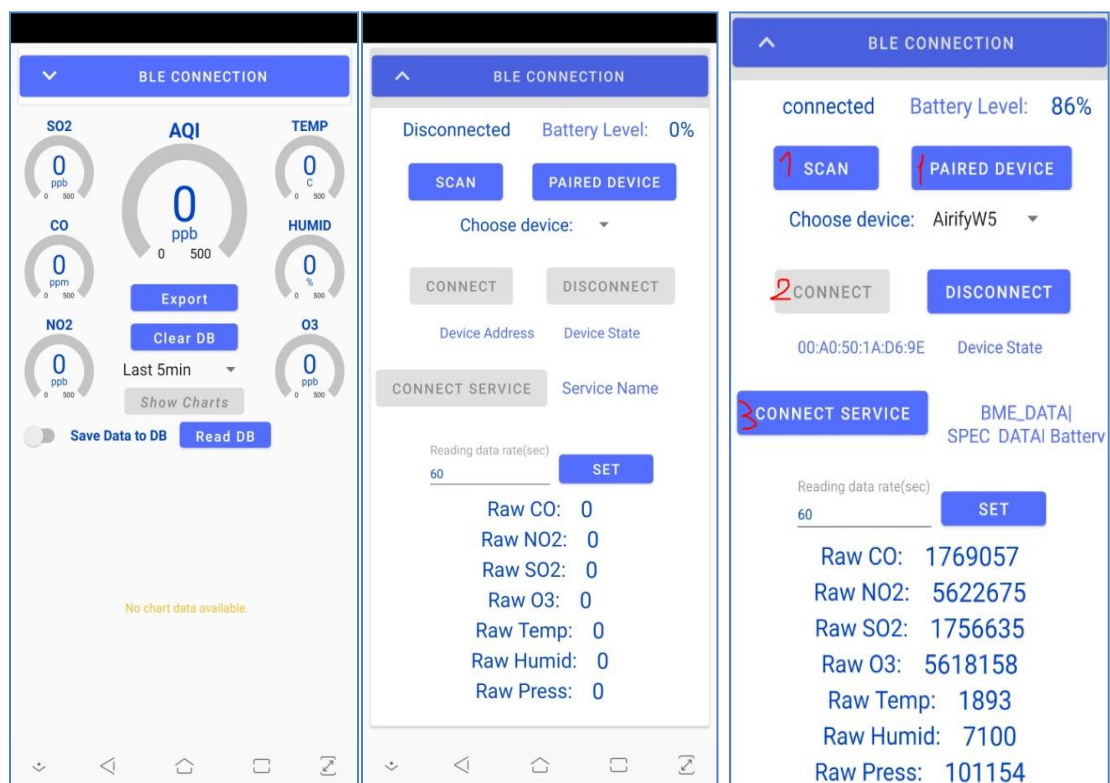 BLE CONNECTION
SO2
0
ppb
0 500
AQI
0
ppb
0 500
TEMP
0
C
0 500
CO
0
ppm
0 500
HUMID
0
%
0 500
Export
NO2
0
ppb
0 500
Clear DB
O3
0
ppb
0 500
Last 5min
Show Charts
Save Data to DB Read DB
No chart data available.
BLE CONNECTION
Disconnected Battery Level: 0%
SCAN PAIRED DEVICE
Choose device:
CONNECT DISCONNECT
Device Address Device State
CONNECT SERVICE Service Name
Reading data rate(sec)
60 SET
Raw CO: 0
Raw NO2: 0
Raw SO2: 0
Raw O3: 0
Raw Temp: 0
Raw Humid: 0
Raw Press: 0
BLE CONNECTION
connected Battery Level: 86%
1 SCAN 1 PAIRED DEVICE
Choose device: AirifyW5
2 CONNECT DISCONNECT
00:A0:50:1A:D6:9E Device State
3 CONNECT SERVICE BME_DATA|
SPEC DATA| Battery
Reading data rate(sec)
60 SET
Raw CO: 1769057
Raw NO2: 5622675
Raw SO2: 1756635
Raw O3: 5618158
Raw Temp: 1893
Raw Humid: 7100
Raw Press: 101154